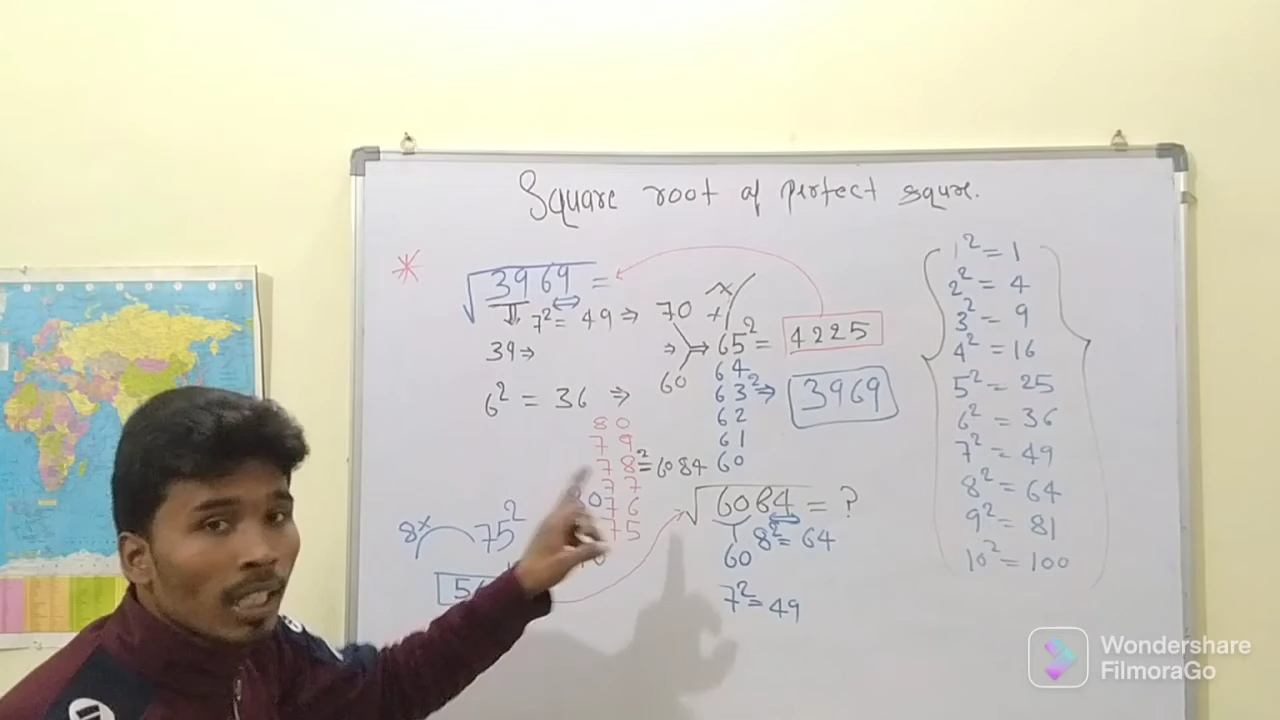 Square root of perfect squre.
√3969 =
7² = 49 ⇒ 70
39 ⇒
6² = 36 ⇒ 60
⇒ 65² = 4225
64
63² ⇒ 3969
62
61
60
80
79
78² = 6084
77
76
75
8x 75²
√6084 = ?
8² = 64
60
7² = 49
1² = 1
2² = 4
3² = 9
4² = 16
5² = 25
6² = 36
7² = 49
8² = 64
9² = 81
10² = 100
Wondershare
FilmoraGo